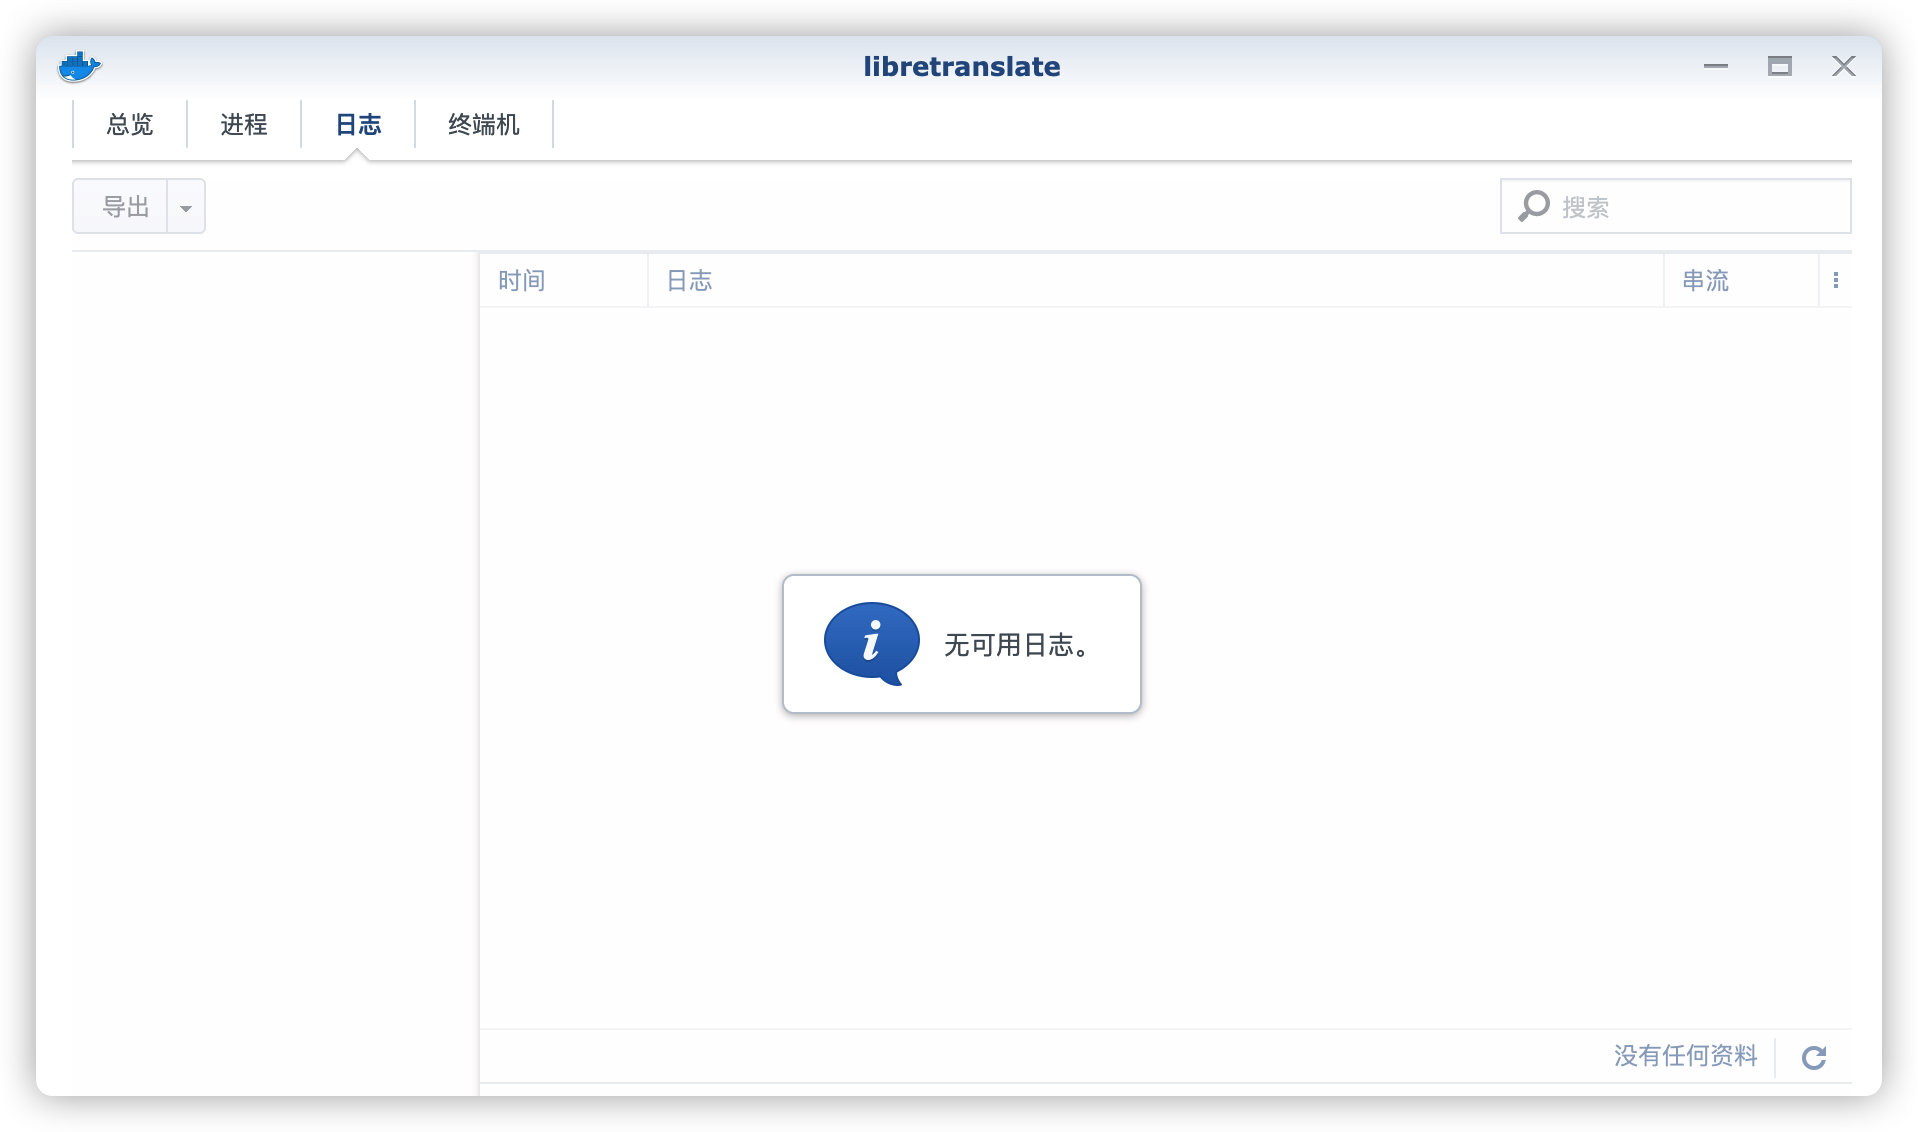 libretranslate
总览 进程 日志 终端机
导出 搜索
时间 日志 串流
无可用日志。
没有任何资料